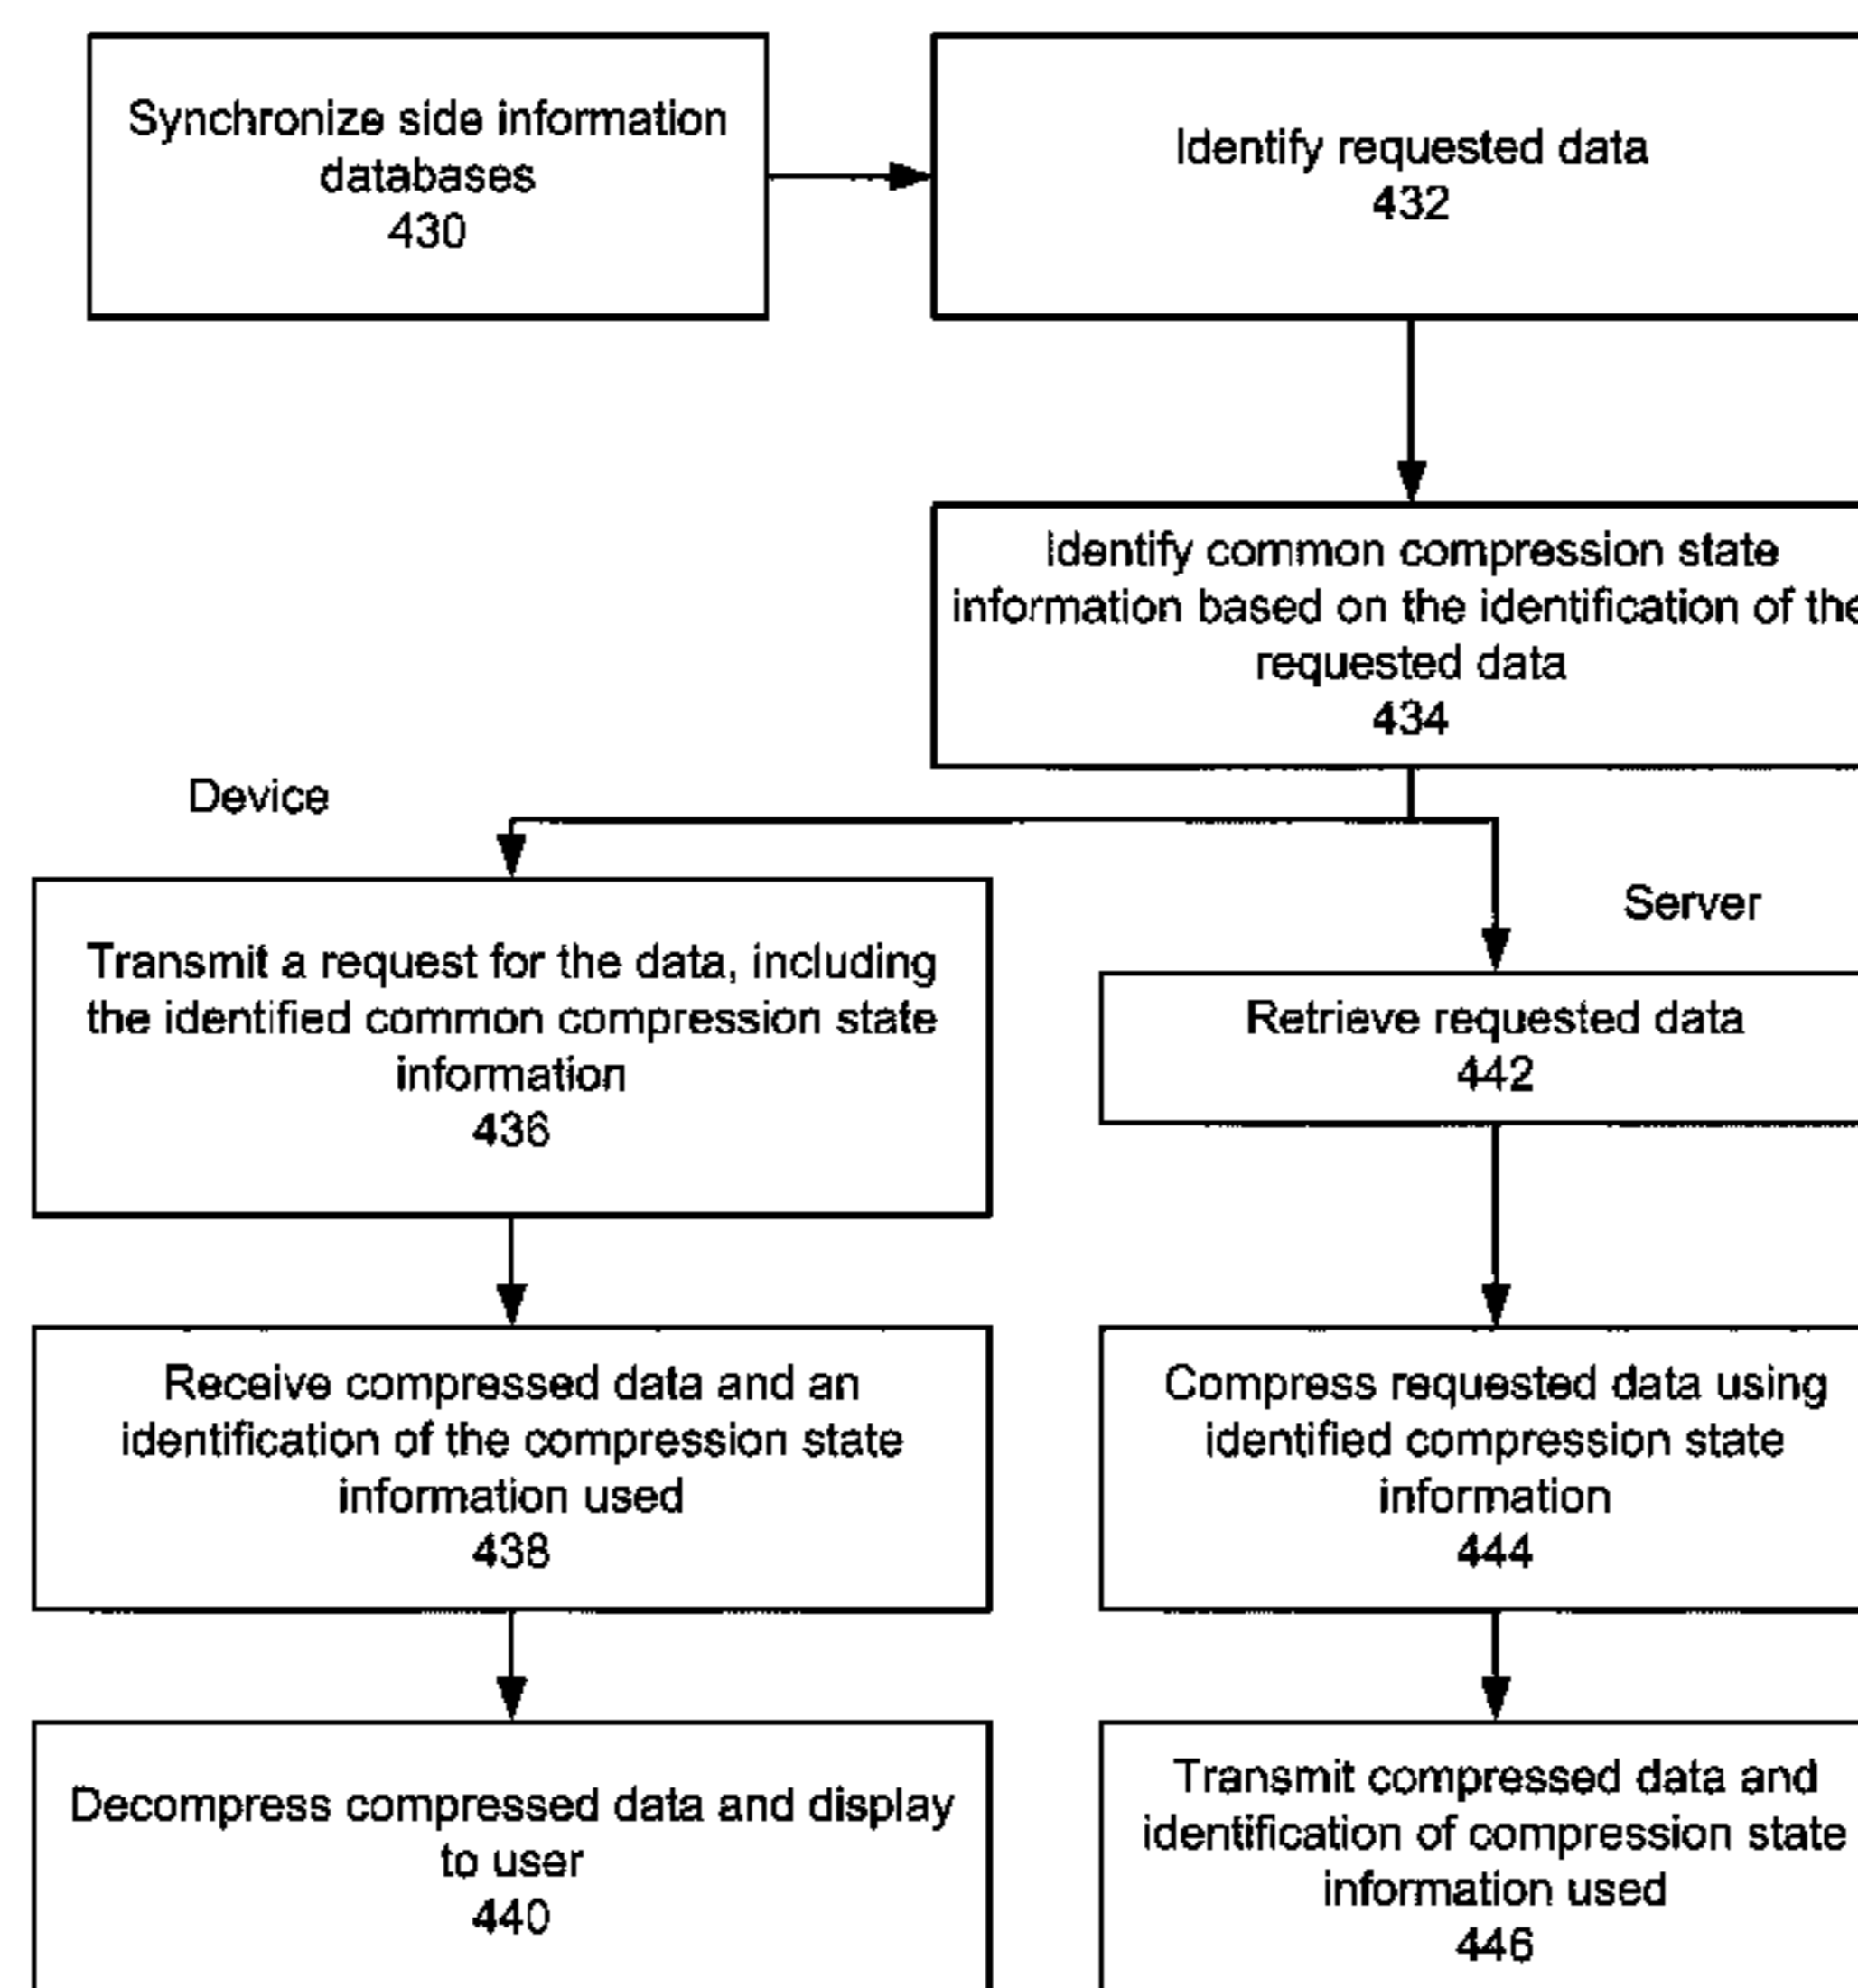 Synchronize side information
databases
430
Identify requested data
432
Identify common compression state
information based on the identification of the
requested data
434
Device
Server
Transmit a request for the data, including
the identified common compression state
information
436
Retrieve requested data
442
Receive compressed data and an
identification of the compression state
information used
438
Compress requested data using
identified compression state
information
444
Decompress compressed data and display
to user
440
Transmit compressed data and
identification of compression state
information used
446